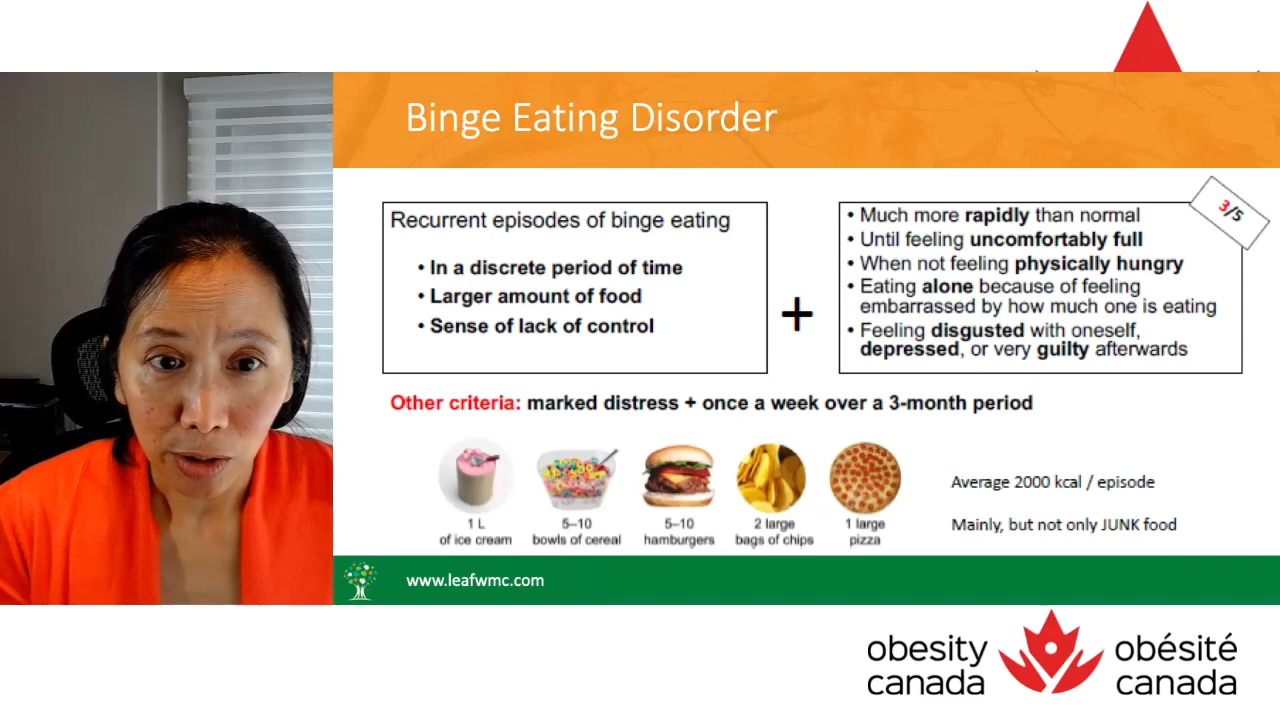 Binge Eating Disorder
Recurrent episodes of binge eating
• In a discrete period of time
• Larger amount of food
• Sense of lack of control
+
3/5
• Much more rapidly than normal
• Until feeling uncomfortably full
• When not feeling physically hungry
• Eating alone because of feeling
embarrassed by how much one is eating
• Feeling disgusted with oneself,
depressed, or very guilty afterwards
Other criteria: marked distress + once a week over a 3-month period
1 L
of ice cream
5–10
bowls of cereal
5–10
hamburgers
2 large
bags of chips
1 large
pizza
Average 2000 kcal / episode
Mainly, but not only JUNK food
www.leafwmc.com
obesity
canada
obésité
canada